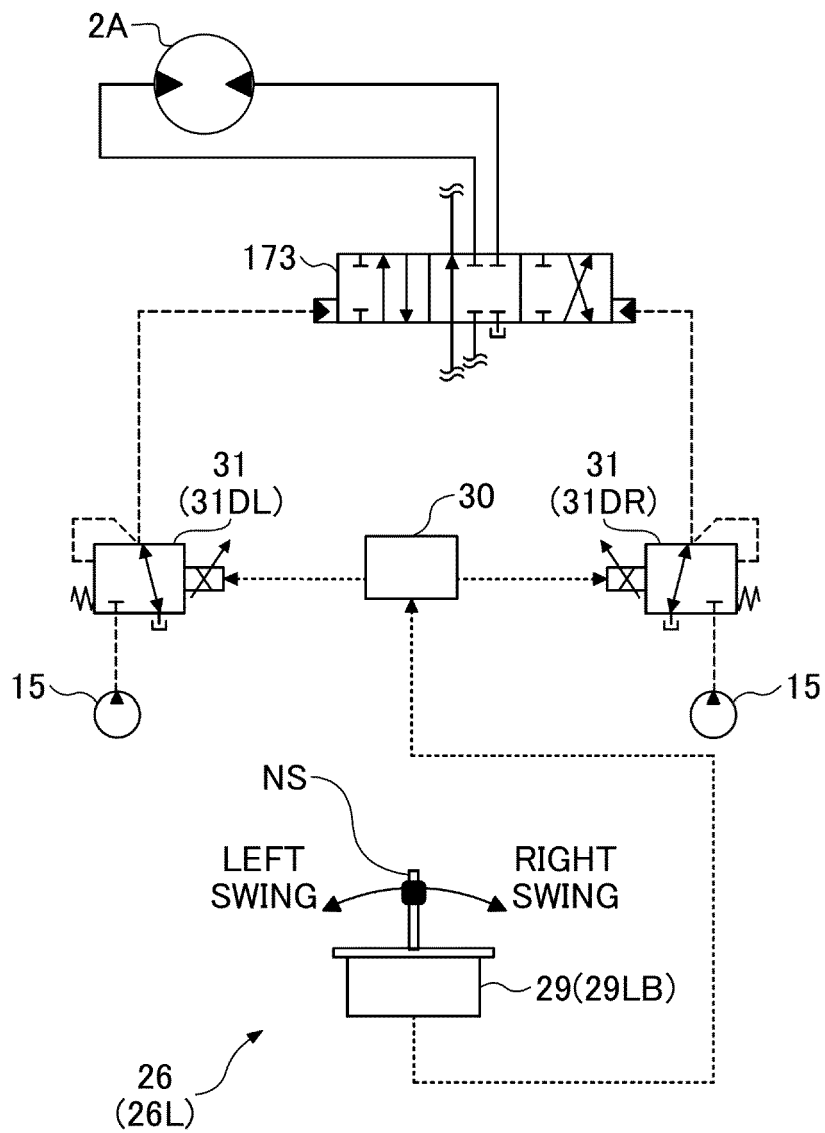 2A
173
31
(31DL)
30
31
(31DR)
15
15
NS
LEFT
SWING
RIGHT
SWING
29(29LB)
26
(26L)